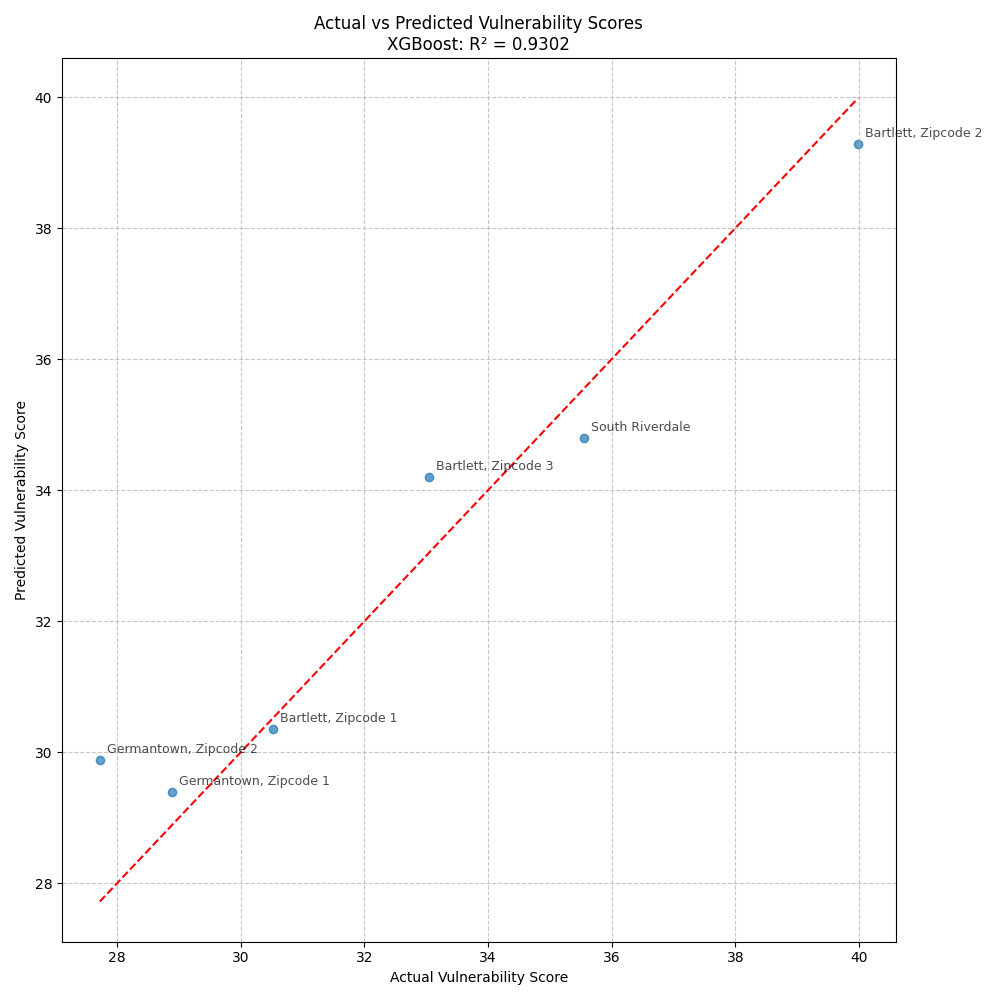 Actual vs Predicted Vulnerability Scores
XGBoost: R² = 0.9302
40
38
36
34
32
30
28
Predicted Vulnerability Score
Bartlett, Zipcode 2
South Riverdale
Bartlett, Zipcode 3
Bartlett, Zipcode 1
Germantown, Zipcode 2
Germantown, Zipcode 1
28 30 32 34 36 38 40
Actual Vulnerability Score